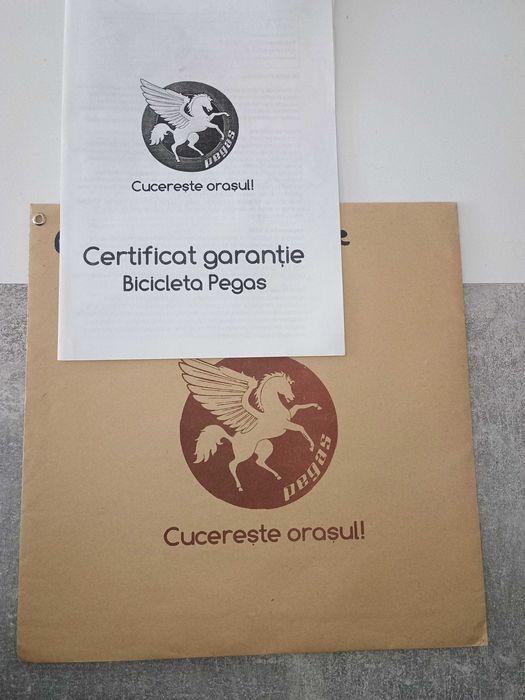 pegas
Cucerește orașul!
Certificat garanție
Bicicleta Pegas
pegas
Cucerește orașul!